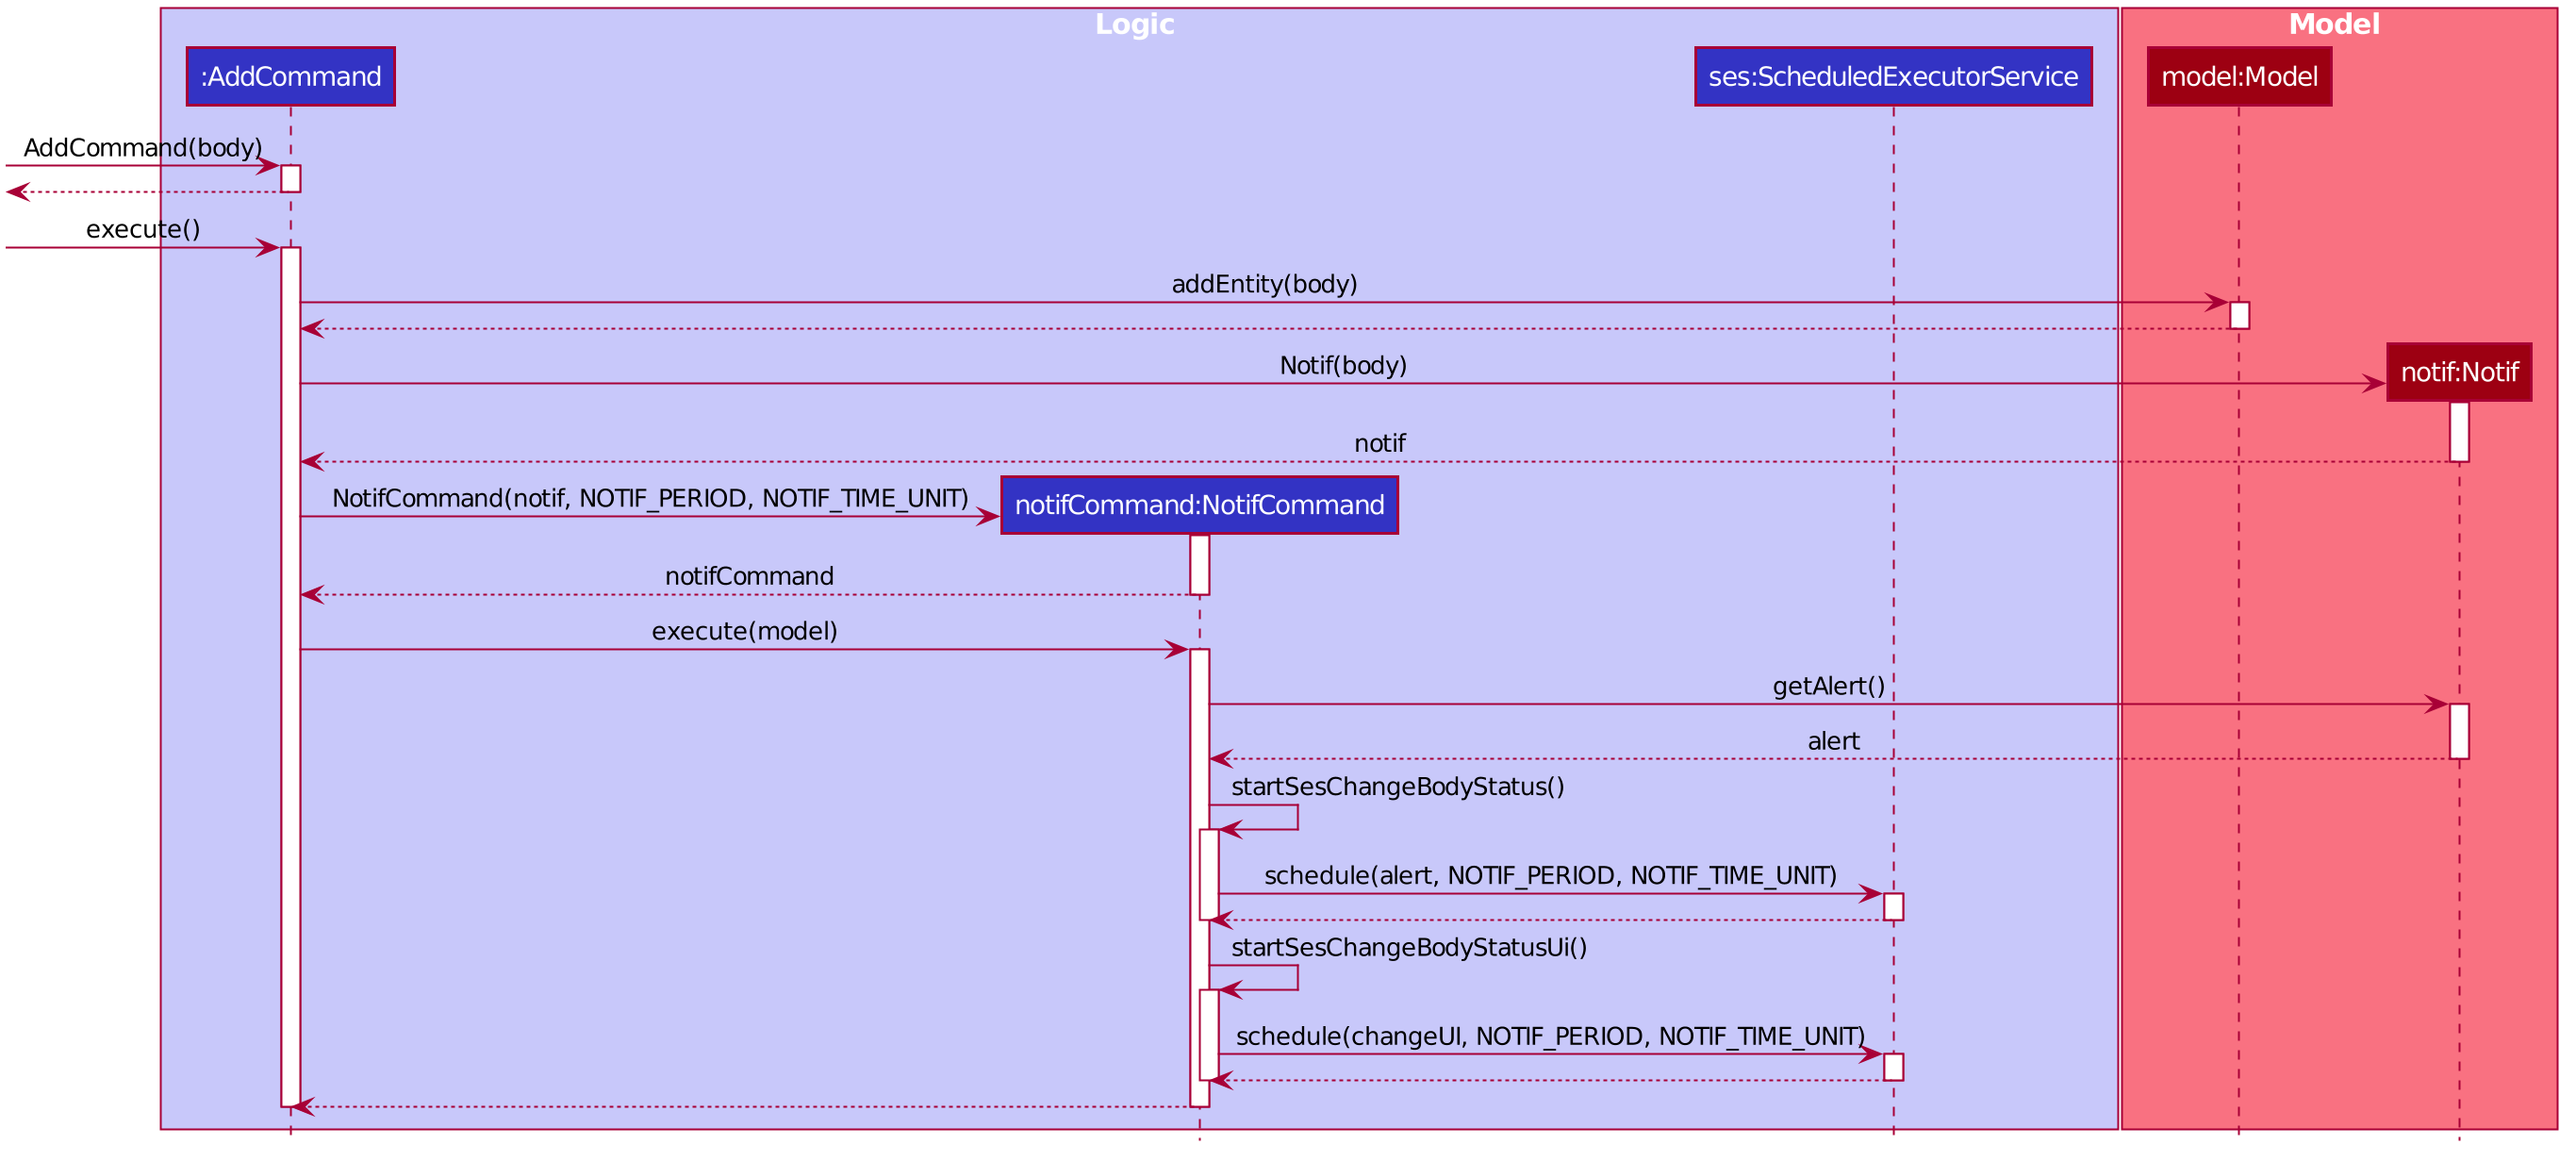 Logic
Model
:AddCommand
ses:ScheduledExecutorService
model:Model
AddCommand(body)
execute()
addEntity(body)
Notif(body)
notif:Notif
notif
NotifCommand(notif, NOTIF_PERIOD, NOTIF_TIME_UNIT)
notifCommand:NotifCommand
notifCommand
execute(model)
getAlert()
alert
startSesChangeBodyStatus()
schedule(alert, NOTIF_PERIOD, NOTIF_TIME_UNIT)
startSesChangeBodyStatusUi()
schedule(changeUI, NOTIF_PERIOD, NOTIF_TIME_UNIT)